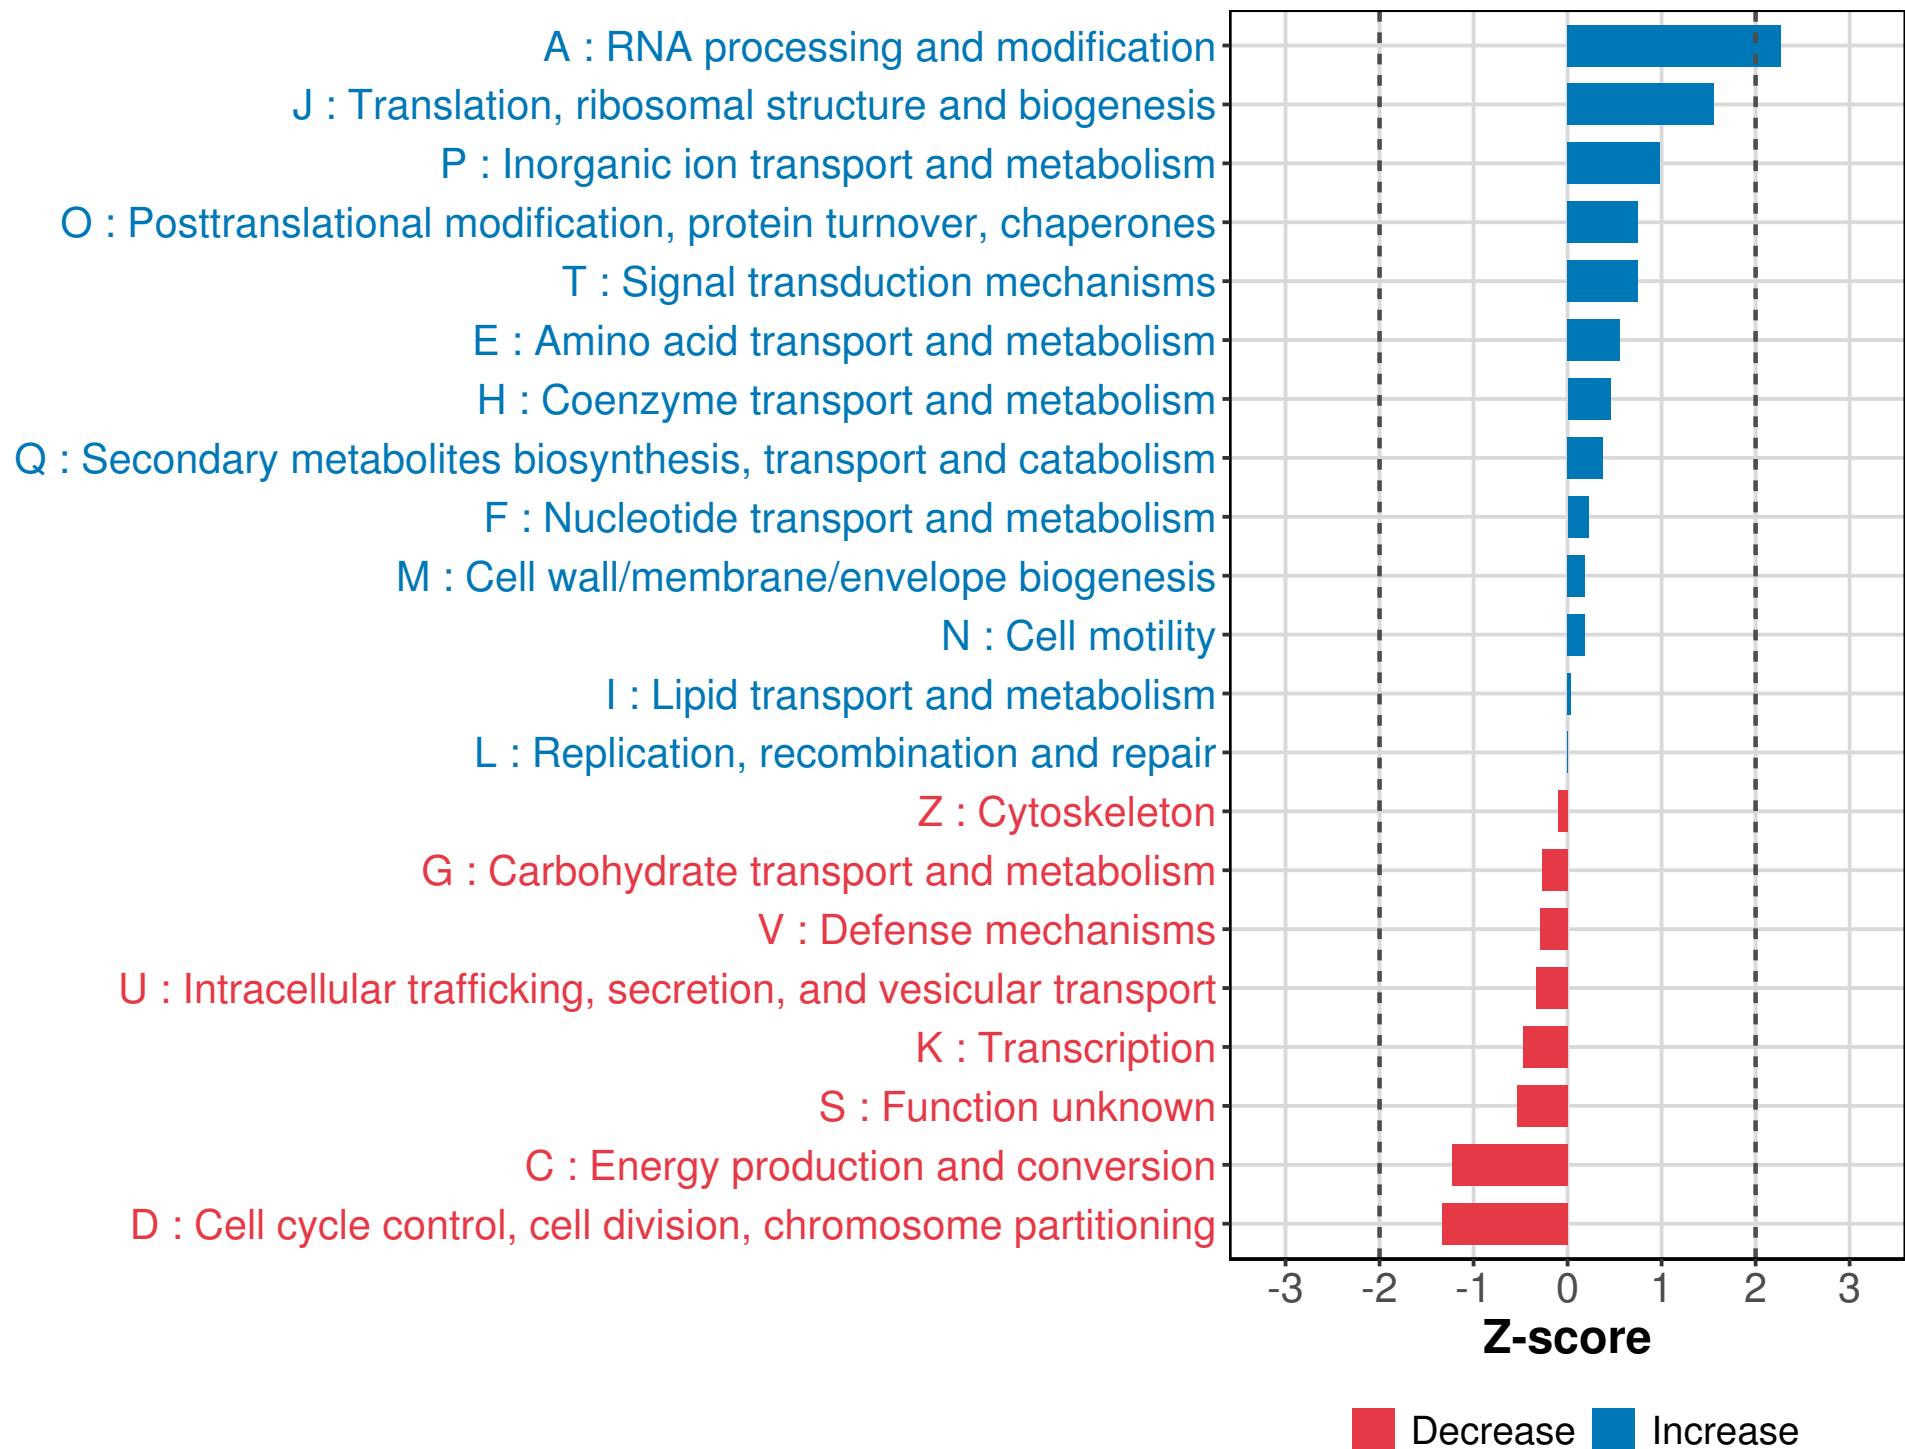 A : RNA processing and modification
J : Translation, ribosomal structure and biogenesis
P : Inorganic ion transport and metabolism
O : Posttranslational modification, protein turnover, chaperones
T : Signal transduction mechanisms
E : Amino acid transport and metabolism
H : Coenzyme transport and metabolism
Q : Secondary metabolites biosynthesis, transport and catabolism
F : Nucleotide transport and metabolism
M : Cell wall/membrane/envelope biogenesis
N : Cell motility
I : Lipid transport and metabolism
L : Replication, recombination and repair
Z : Cytoskeleton
G : Carbohydrate transport and metabolism
V : Defense mechanisms
U : Intracellular trafficking, secretion, and vesicular transport
K : Transcription
S : Function unknown
C : Energy production and conversion
D : Cell cycle control, cell division, chromosome partitioning
-3 -2 -1 0 1 2 3
Z-score
Decrease Increase